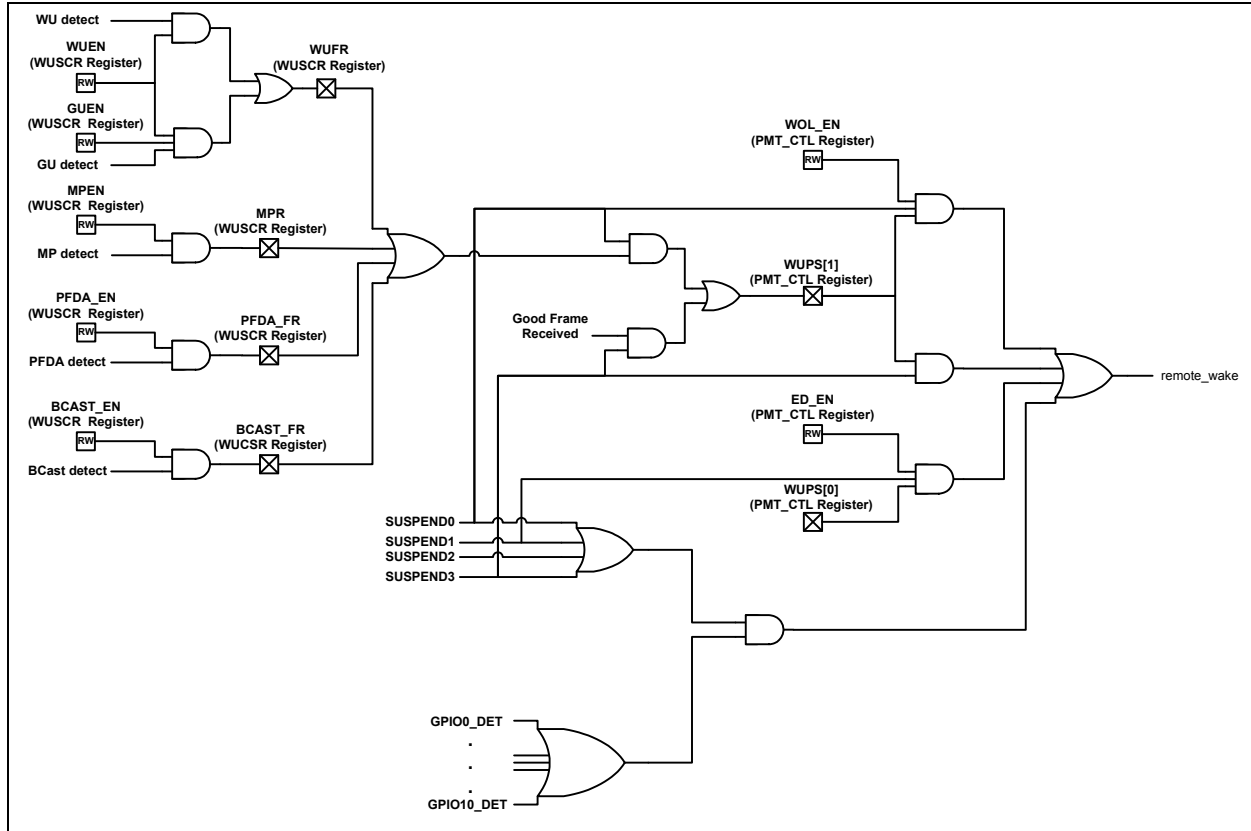 WU detect
WUEN
(WUSCR Register)
RW
GUEN
(WUSCR Register)
RW
GU detect
WUFR
(WUSCR Register)
MPEN
(WUSCR Register)
RW
MP detect
MPR
(WUSCR Register)
PFDA_EN
(WUSCR Register)
RW
PFDA detect
PFDA_FR
(WUSCR Register)
BCAST_EN
(WUSCR Register)
RW
BCast detect
BCAST_FR
(WUCSR Register)
WOL_EN
(PMT_CTL Register)
RW
WUPS[1]
(PMT_CTL Register)
Good Frame
Received
ED_EN
(PMT_CTL Register)
RW
WUPS[0]
(PMT_CTL Register)
remote_wake
SUSPEND0
SUSPEND1
SUSPEND2
SUSPEND3
GPIO0_DET
.
.
.
GPIO10_DET